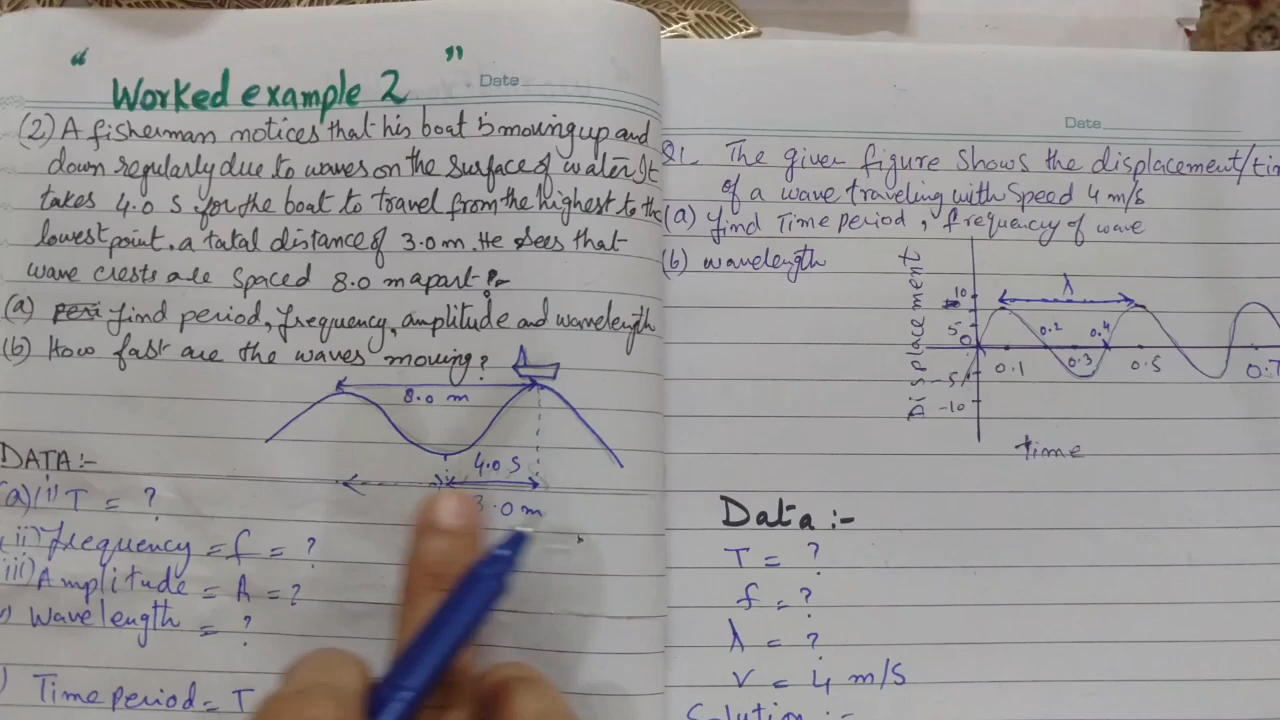 “ Worked example 2 ”
Date
(2) A fisherman notices that his boat is moving up and
down regularly due to waves on the surface of water It
takes 4.0 S for the boat to travel from the highest to the
lowest point. a tatal distance of 3.0 m. He Sees that
wave crests are spaced 8.0 m apart
(a) find period, frequency, amplitude and wavelength
(b) How fast are the waves moving?
8.0 m
4.0 S
3.0 m
DATA:-
(a)(i) T = ?
(ii) frequency = f = ?
iii) Amplitude = A = ?
) Wavelength = ?
) Time period = T
Date
Q1. The given figure shows the displacement/tim
of a wave traveling with Speed 4 m/s
(a) find Time period, frequency of wave
(b) wavelength
Displacement
10
5
0
-5
-10
λ
0.1
0.2
0.3
0.4
0.5
0.7
time
Data :-
T = ?
f = ?
λ = ?
V = 4 m/S
Solution :-